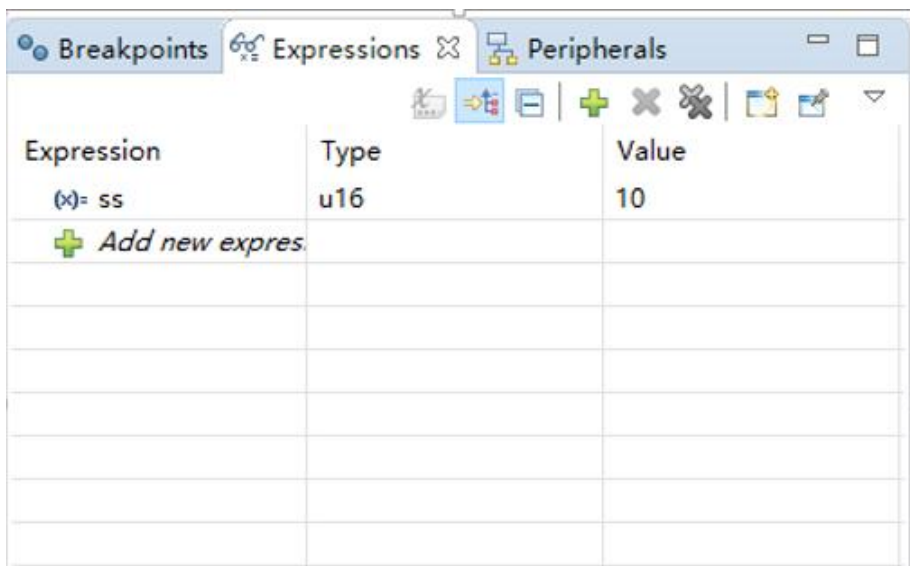 Breakpoints Expressions Peripherals
Expression Type Value
(x)= ss u16 10
Add new expres